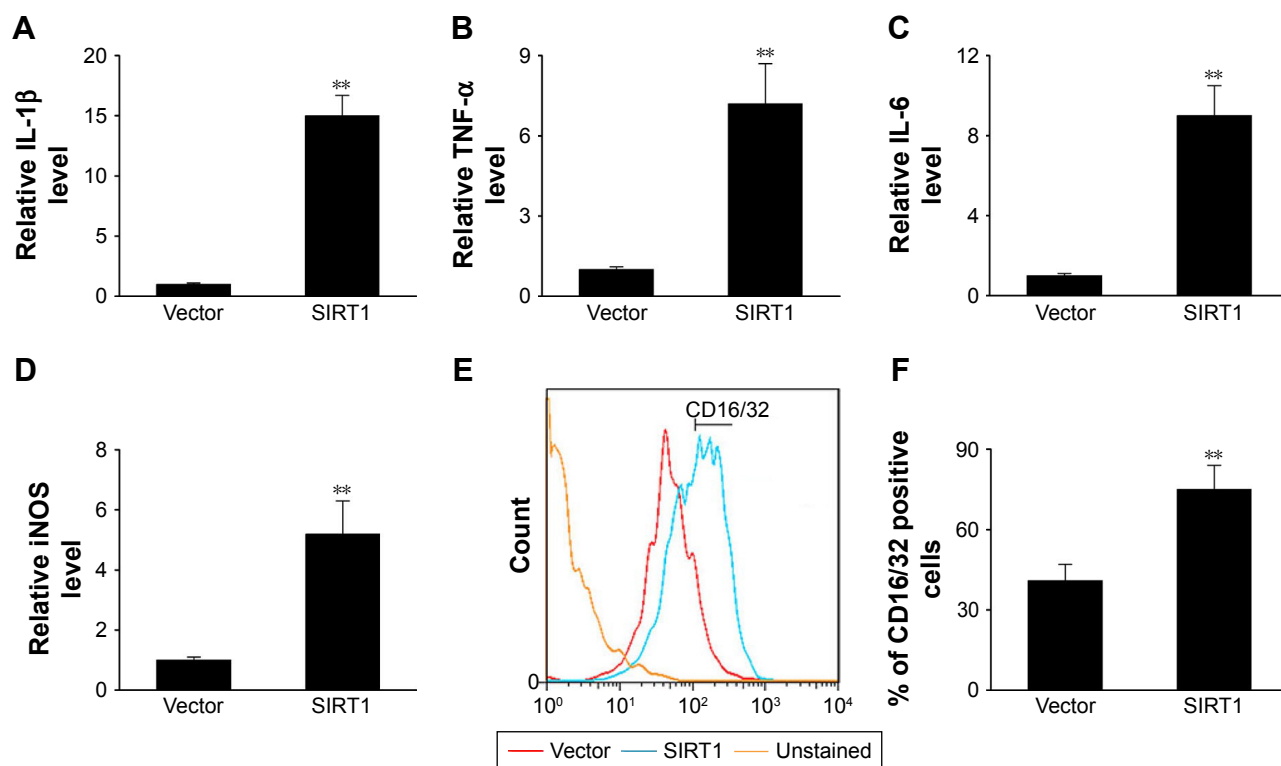 A
Relative IL-1β
level
20
15
10
5
0
**
Vector
SIRT1
B
Relative TNF-α
level
9
6
3
0
**
Vector
SIRT1
C
Relative IL-6
level
12
8
4
0
**
Vector
SIRT1
D
Relative iNOS
level
8
6
4
2
0
**
Vector
SIRT1
E
Count
CD16/32
0
10⁰ 10¹ 10² 10³ 10⁴
Vector SIRT1 Unstained
F
% of CD16/32 positive
cells
90
60
30
0
**
Vector
SIRT1